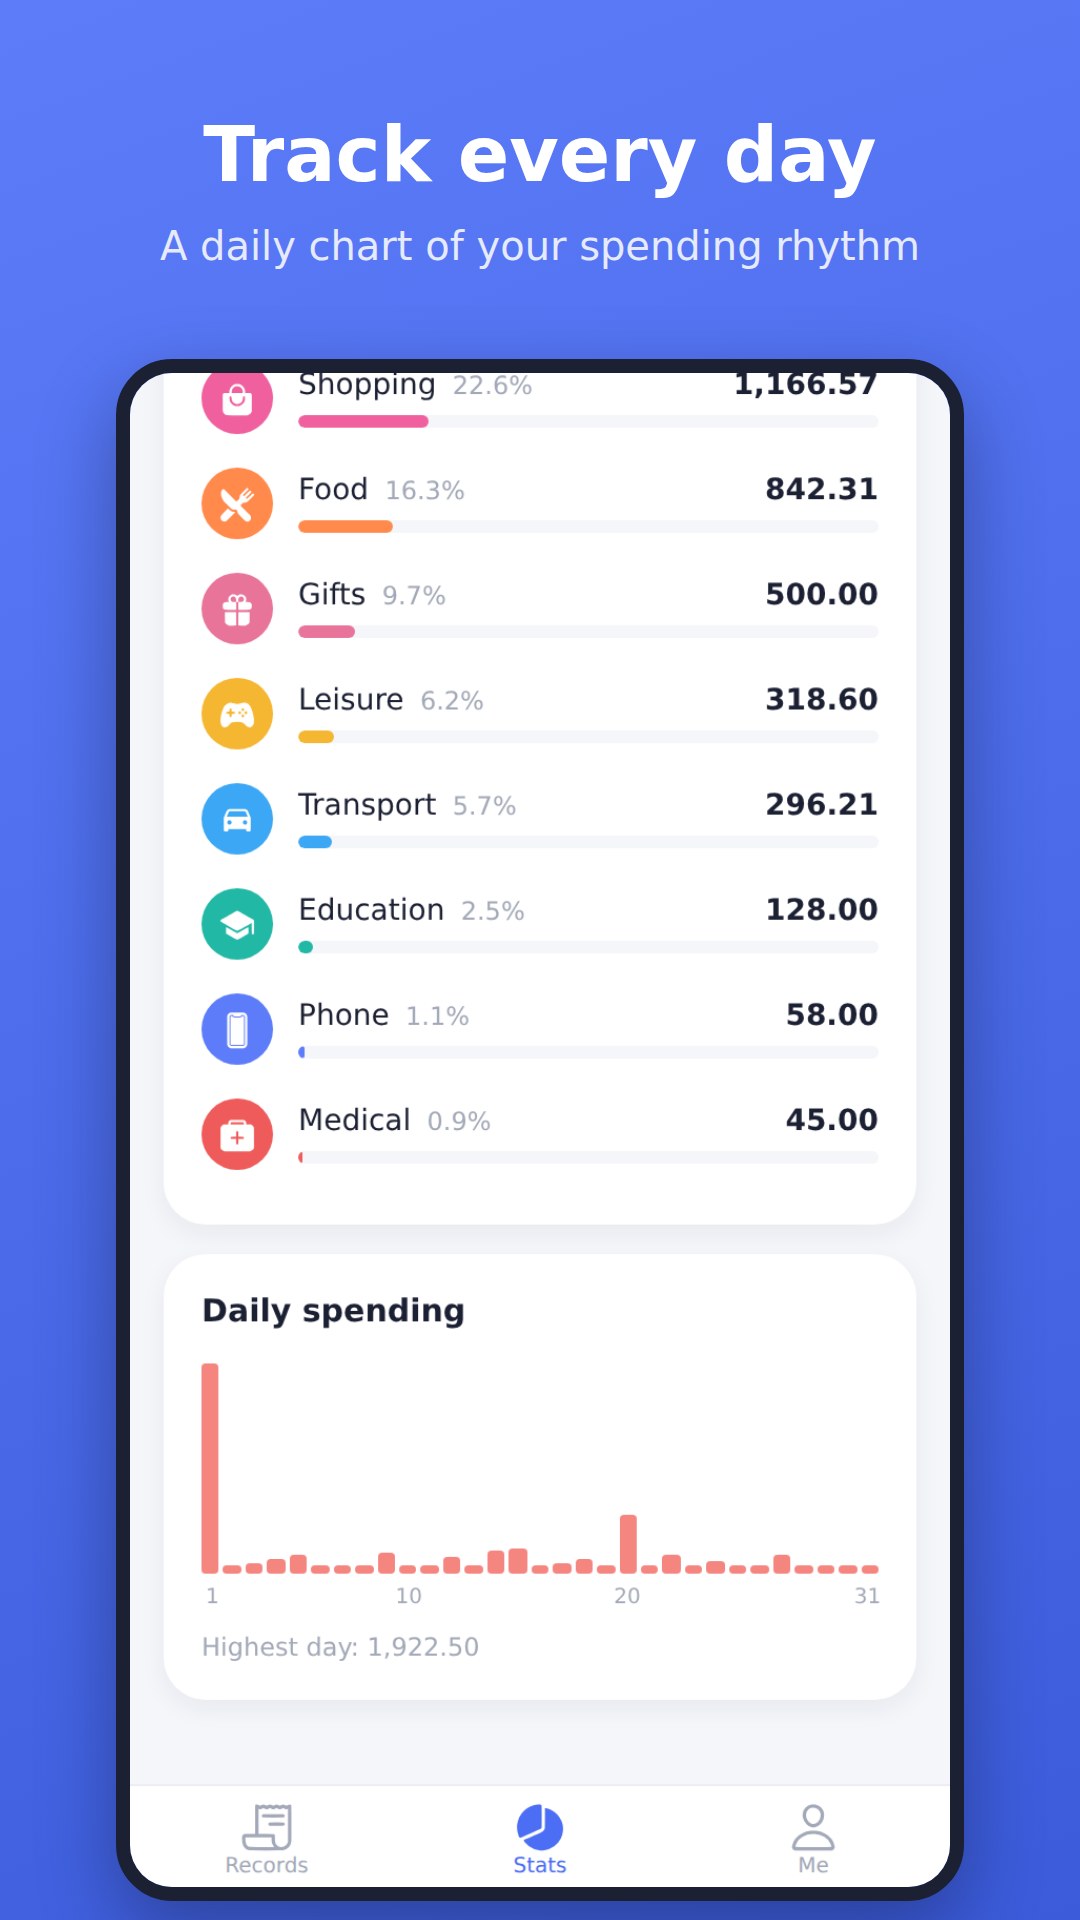 Track every day
A daily chart of your spending rhythm
Shopping 22.6% 1,166.57
Food 16.3% 842.31
Gifts 9.7% 500.00
Leisure 6.2% 318.60
Transport 5.7% 296.21
Education 2.5% 128.00
Phone 1.1% 58.00
Medical 0.9% 45.00
Daily spending
1 10 20 31
Highest day: 1,922.50
Records Stats Me